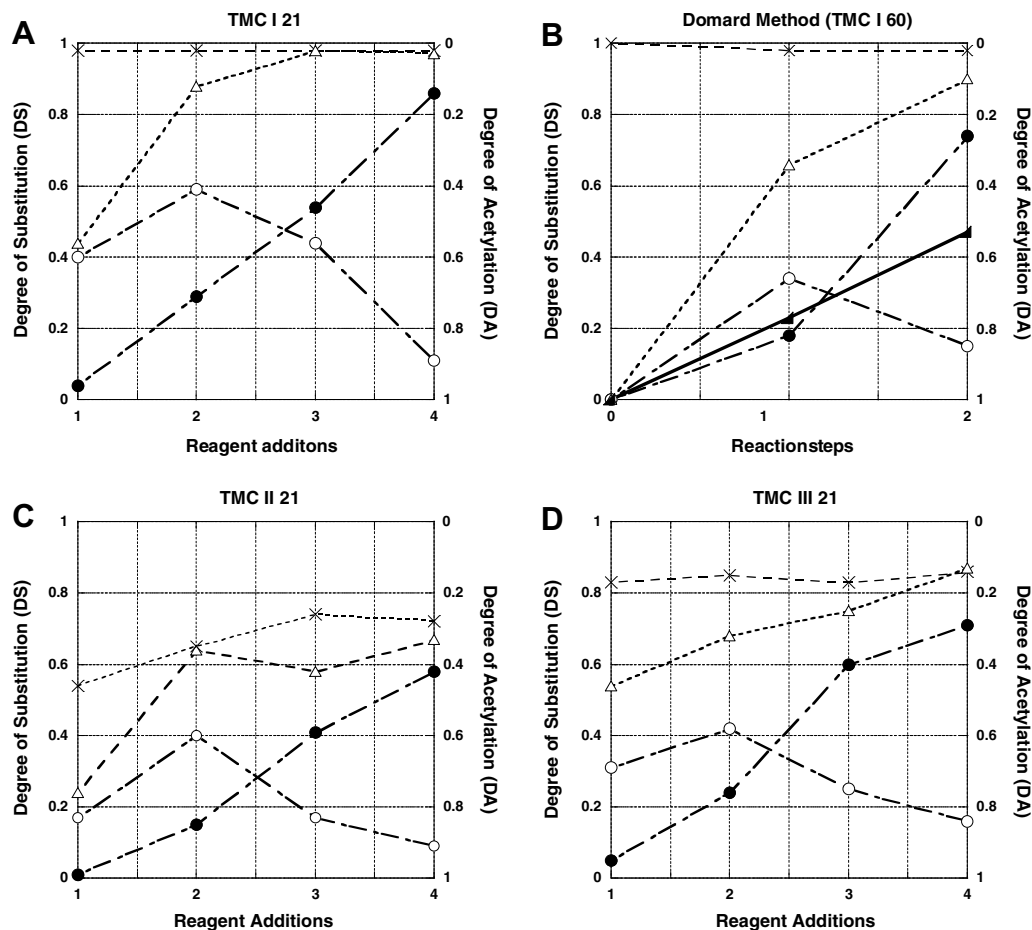 A
TMC I 21
Degree of Substitution (DS)
1
0.8
0.6
0.4
0.2
0
0
0.2
0.4
0.6
0.8
1
Degree of Acetylation (DA)
1 2 3 4
Reagent additons
B
Domard Method (TMC I 60)
Degree of Substitution (DS)
1
0.8
0.6
0.4
0.2
0
0
0.2
0.4
0.6
0.8
1
Degree of Acetylation (DA)
0 1 2
Reactionsteps
C
TMC II 21
Degree of Substitution (DS)
1
0.8
0.6
0.4
0.2
0
0
0.2
0.4
0.6
0.8
1
Degree of Acetylation (DA)
1 2 3 4
Reagent Additions
D
TMC III 21
Degree of Substitution (DS)
1
0.8
0.6
0.4
0.2
0
0
0.2
0.4
0.6
0.8
1
Degree of Acetylation (DA)
1 2 3 4
Reagent Additions